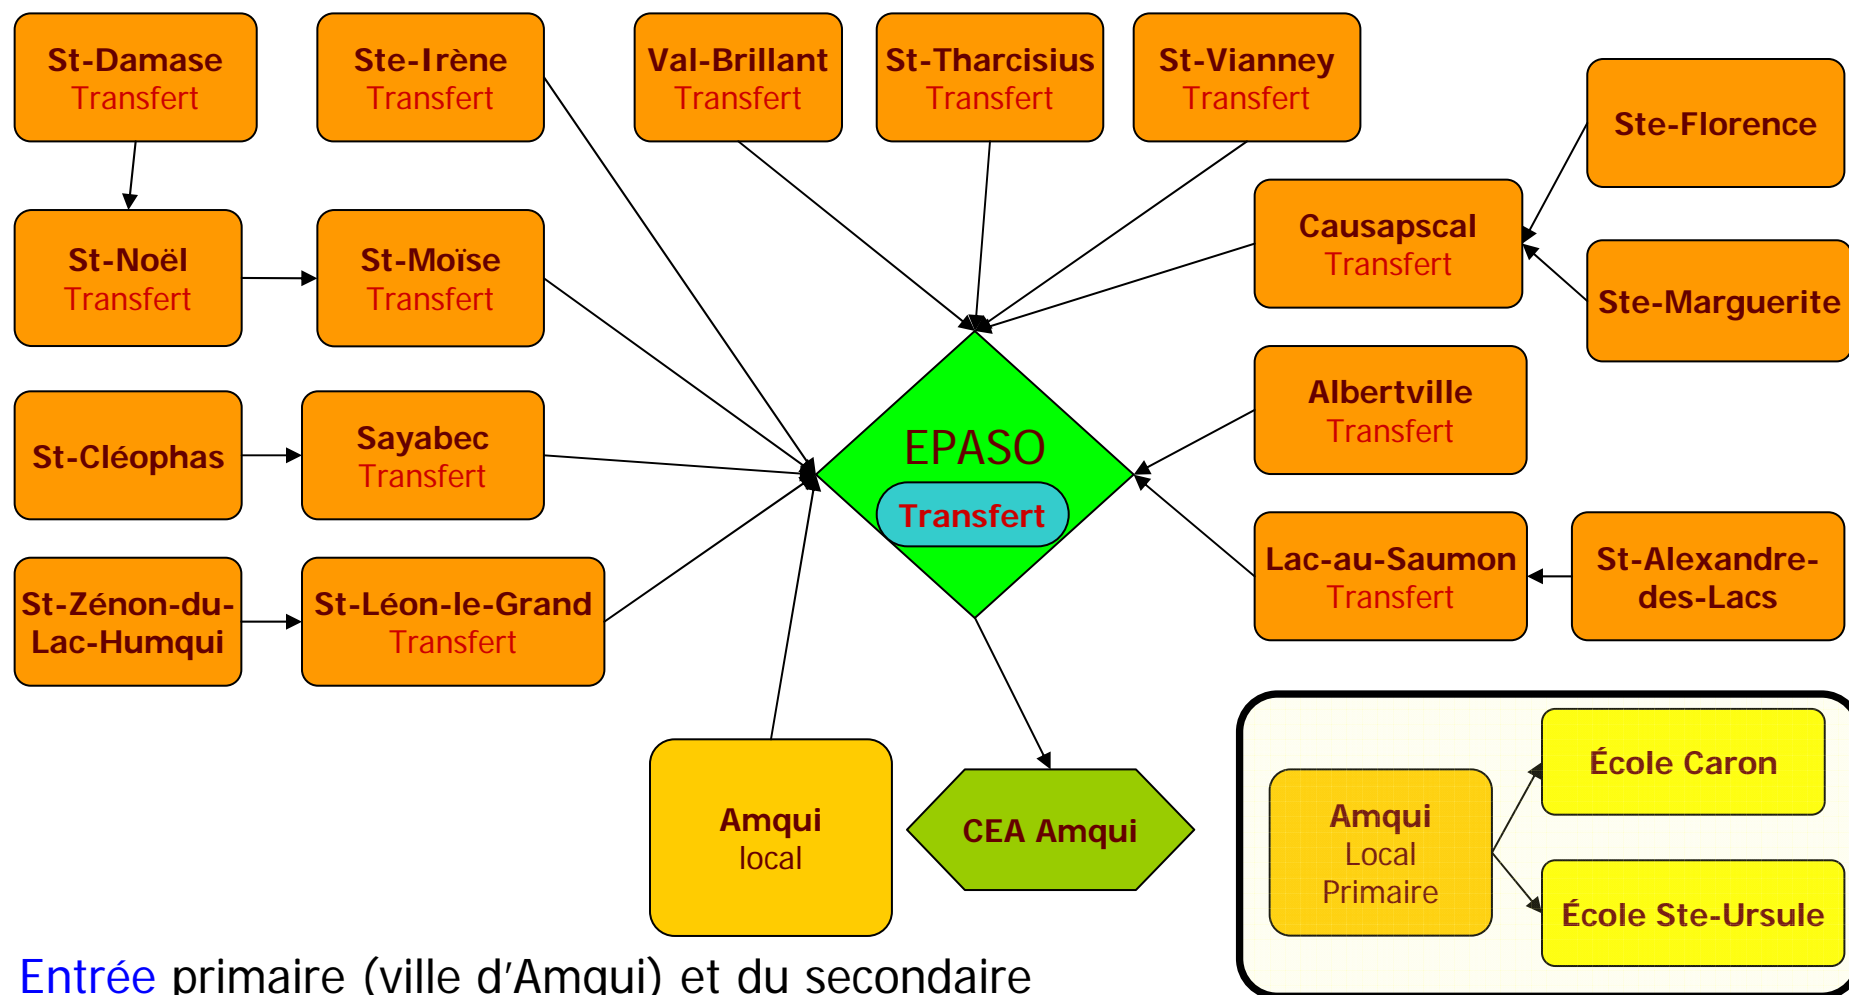 St-Damase
Transfert
Ste-Irène
Transfert
Val-Brillant
Transfert
St-Tharcisius
Transfert
St-Vianney
Transfert
Ste-Florence
St-Noël
Transfert
St-Moïse
Transfert
Causapscal
Transfert
Ste-Marguerite
St-Cléophas
Sayabec
Transfert
EPASO
Transfert
Albertville
Transfert
St-Zénon-du-
Lac-Humqui
St-Léon-le-Grand
Transfert
Lac-au-Saumon
Transfert
St-Alexandre-
des-Lacs
Amqui
local
CEA Amqui
Amqui
Local
Primaire
École Caron
École Ste-Ursule
Entrée primaire (ville d'Amqui) et du secondaire